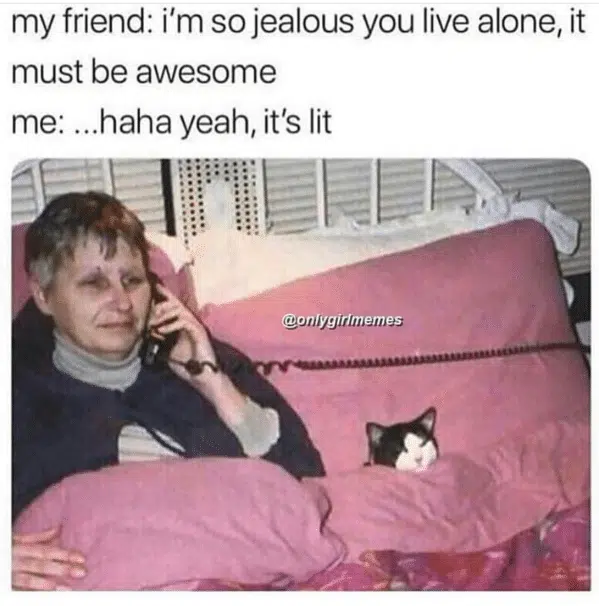 my friend: i'm so jealous you live alone, it
must be awesome
me: ...haha yeah, it's lit
@onlygirlmemes